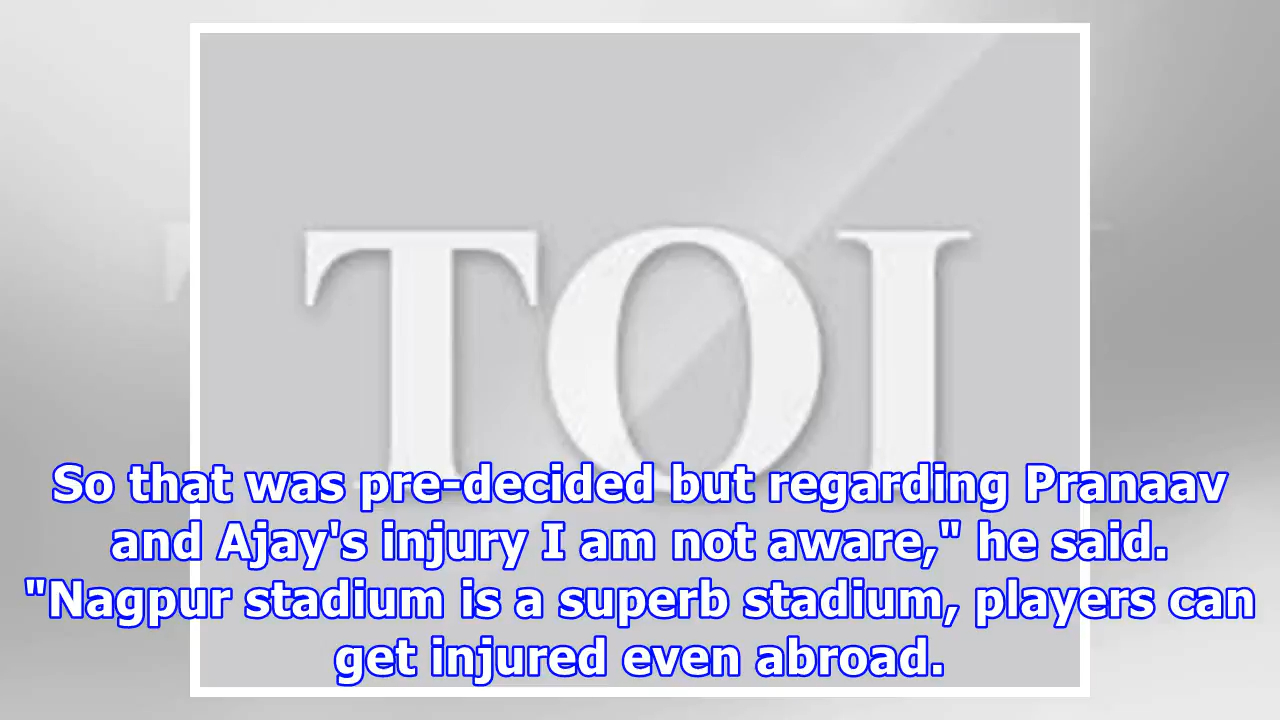 TOI
So that was pre-decided but regarding Pranaav
and Ajay's injury I am not aware," he said.
"Nagpur stadium is a superb stadium, players can
get injured even abroad.